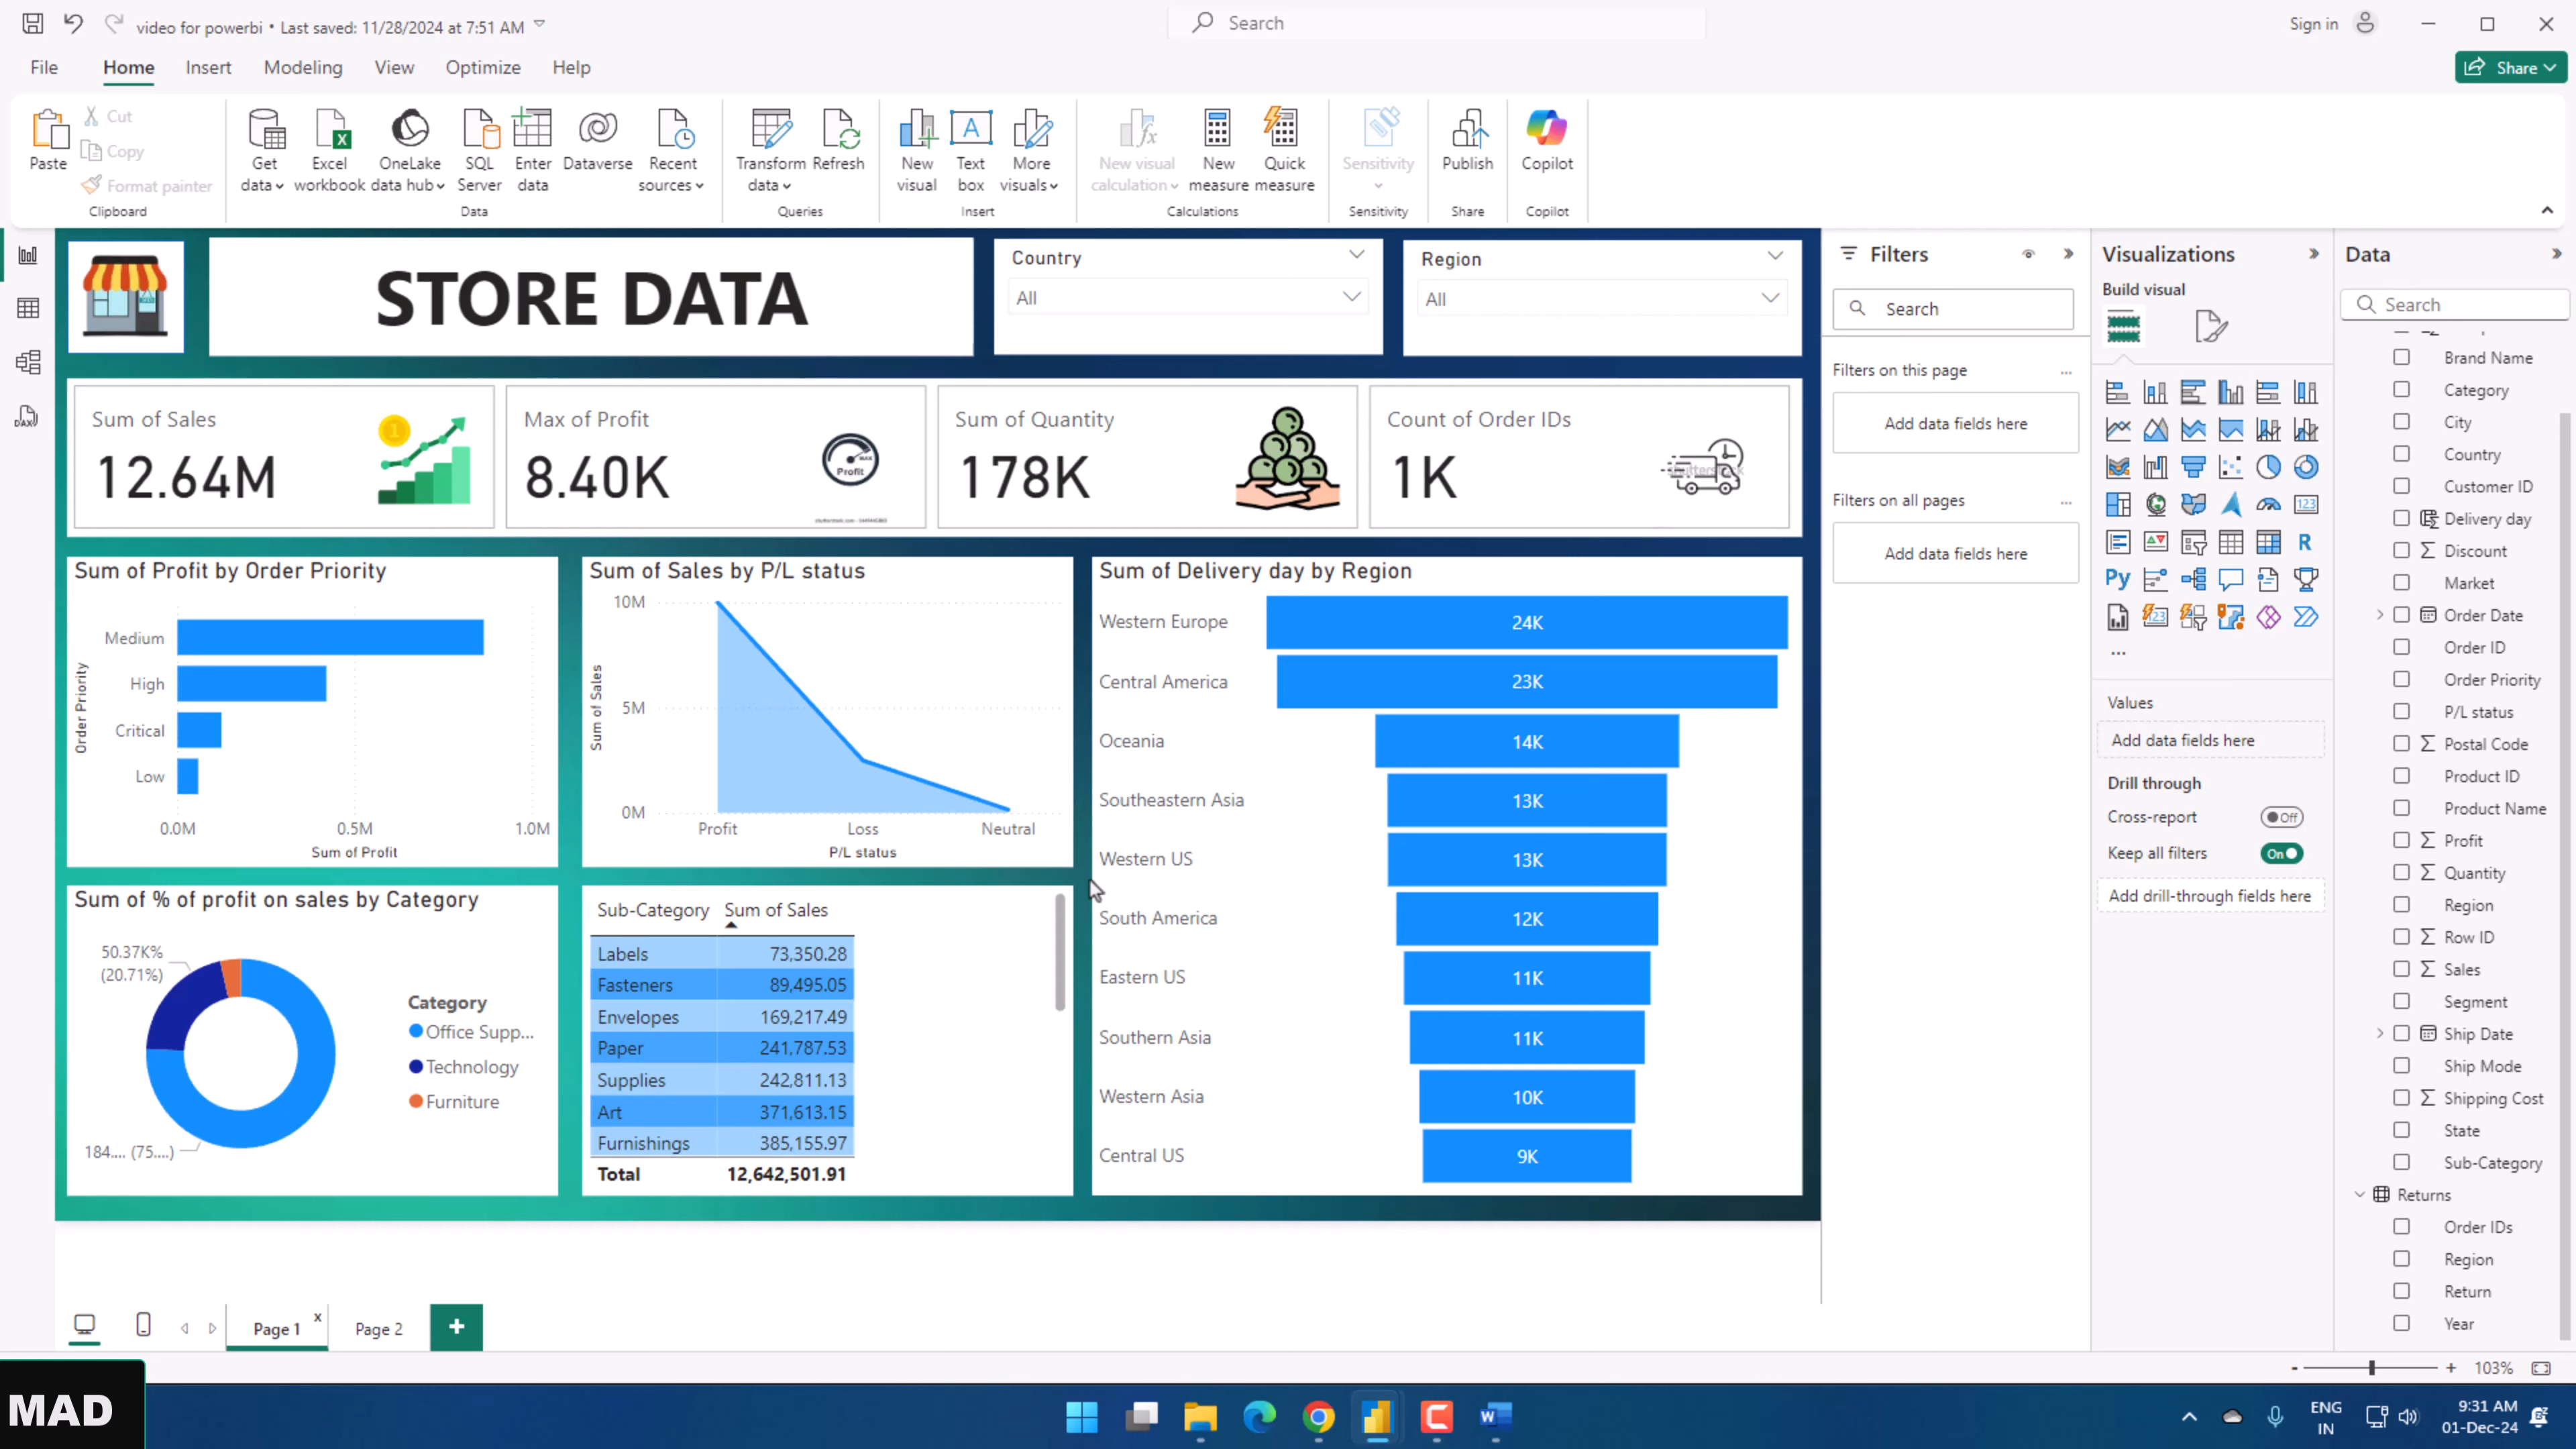 video for powerbi • Last saved: 11/28/2024 at 7:51 AM
Search
Sign in
File
Home
Insert
Modeling
View
Optimize
Help
Share
Paste
Cut
Copy
Format painter
Clipboard
Get data
Excel workbook
OneLake data hub
SQL Server
Enter data
Dataverse
Recent sources
Data
Transform data
Refresh
Queries
New visual
Text box
More visuals
Insert
New visual calculation
New measure
Quick measure
Calculations
Sensitivity
Sensitivity
Publish
Share
Copilot
Copilot
STORE DATA
Country
All
Region
All
Sum of Sales
12.64M
Max of Profit
8.40K
Profit
Sum of Quantity
178K
Count of Order IDs
1K
Sum of Profit by Order Priority
Order Priority
Medium
High
Critical
Low
0.0M
0.5M
1.0M
Sum of Profit
Sum of Sales by P/L status
Sum of Sales
10M
5M
0M
Profit
Loss
Neutral
P/L status
Sum of Delivery day by Region
Western Europe 24K
Central America 23K
Oceania 14K
Southeastern Asia 13K
Western US 13K
South America 12K
Eastern US 11K
Southern Asia 11K
Western Asia 10K
Central US 9K
Sum of % of profit on sales by Category
50.37K%
(20.71%)
184.... (75....)
Category
Office Supp...
Technology
Furniture
Sub-Category Sum of Sales
Labels 73,350.28
Fasteners 89,495.05
Envelopes 169,217.49
Paper 241,787.53
Supplies 242,811.13
Art 371,613.15
Furnishings 385,155.97
Total 12,642,501.91
Filters
Search
Filters on this page
Add data fields here
Filters on all pages
Add data fields here
Visualizations
Build visual
123
R
Py
123
Values
Add data fields here
Drill through
Cross-report
Off
Keep all filters
On
Add drill-through fields here
Data
Search
Brand Name
Category
City
Country
Customer ID
Delivery day
Discount
Market
Order Date
Order ID
Order Priority
P/L status
Postal Code
Product ID
Product Name
Profit
Quantity
Region
Row ID
Sales
Segment
Ship Date
Ship Mode
Shipping Cost
State
Sub-Category
Returns
Order IDs
Region
Return
Year
Page 1
Page 2
103%
MAD
ENG
IN
9:31 AM
01-Dec-24